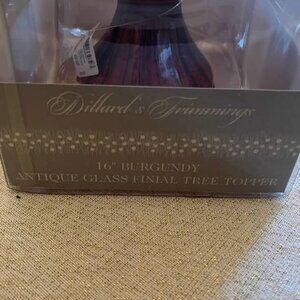 Dillard's Trimmings
16" BURGUNDY
ANTIQUE GLASS FINIAL TREE TOPPER